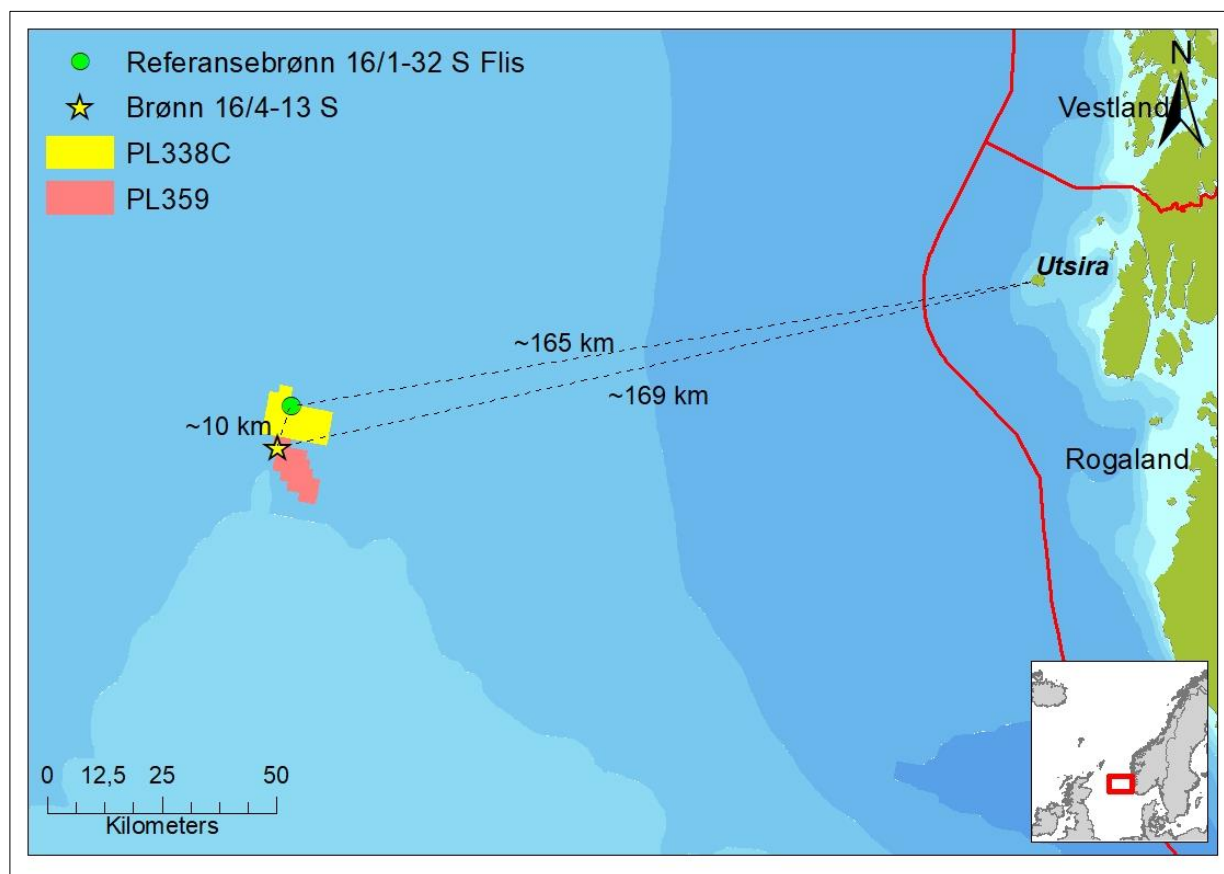 Referansebrønn 16/1-32 S Flis
Brønn 16/4-13 S
PL338C
PL359
N
Vestland
Utsira
~165 km
~169 km
~10 km
Rogaland
0 12,5 25 50
Kilometers